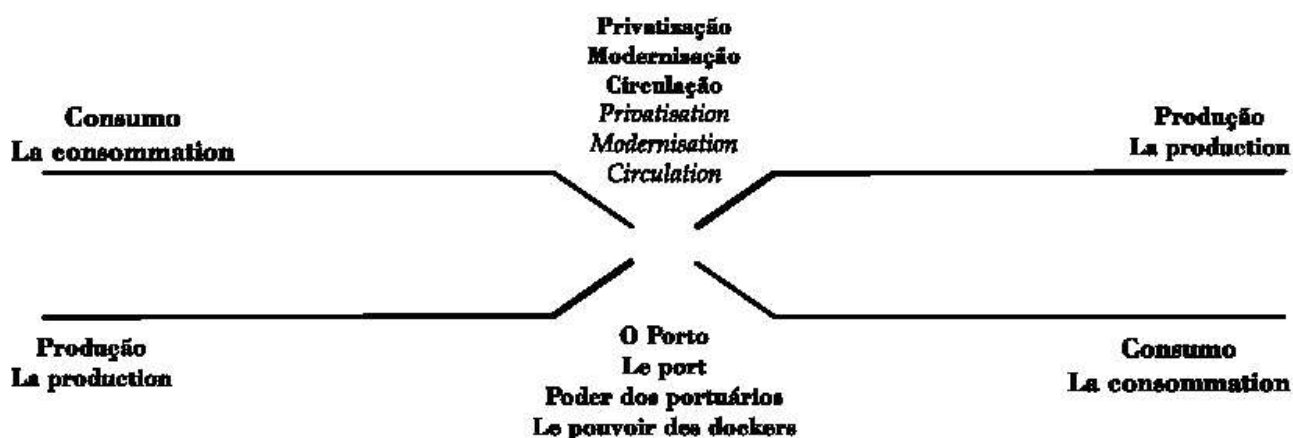 Privatização
Modernização
Circulação
Privatisation
Modernisation
Circulation
Consumo
La consommation
Produção
La production
Produção
La production
O Porto
Le port
Poder dos portuários
Le pouvoir des dockers
Consumo
La consommation